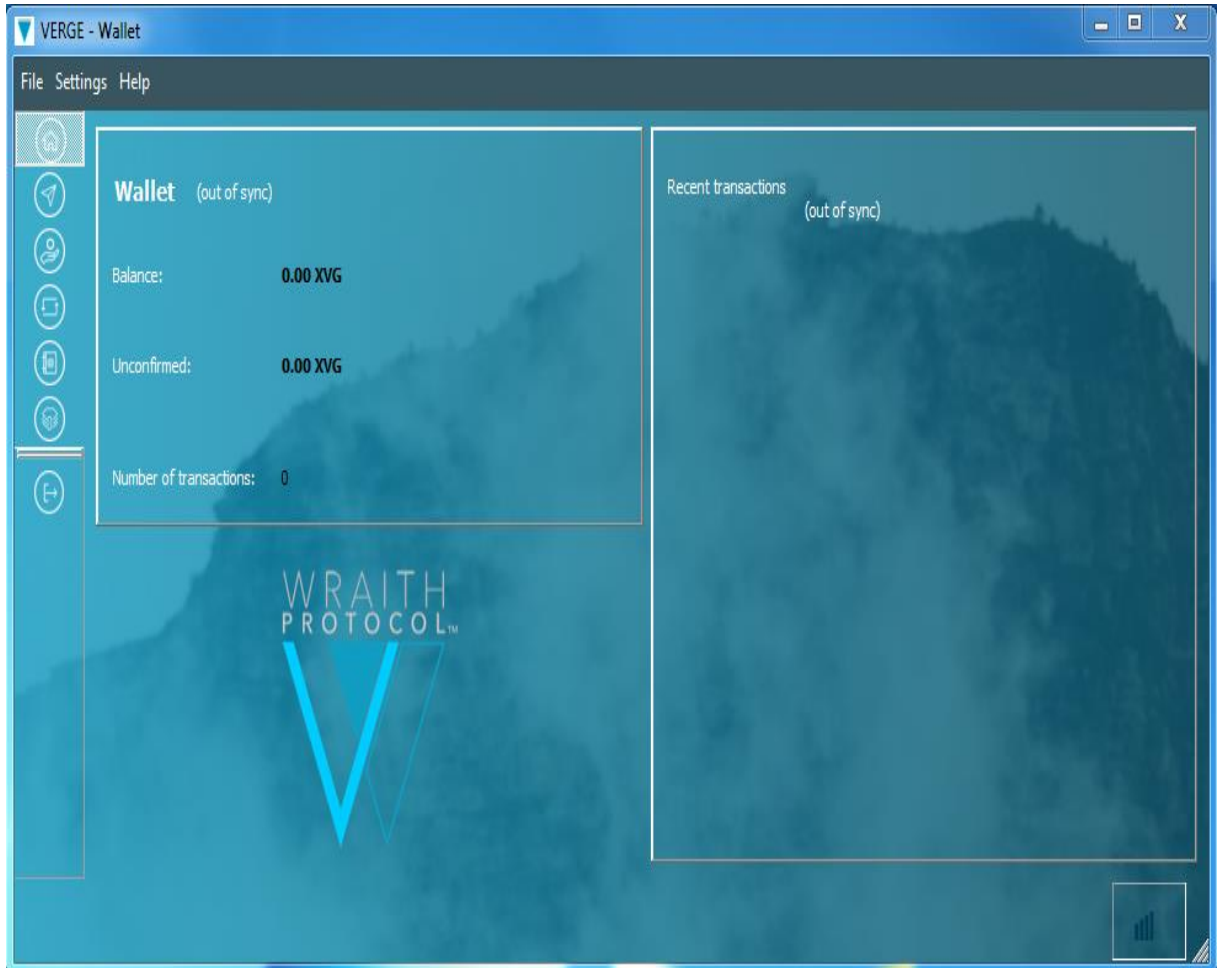 VERGE - Wallet
File Settings Help
Wallet (out of sync)
Balance: 0.00 XVG
Unconfirmed: 0.00 XVG
Number of transactions: 0
Recent transactions
(out of sync)
WRAITH
PROTOCOL™